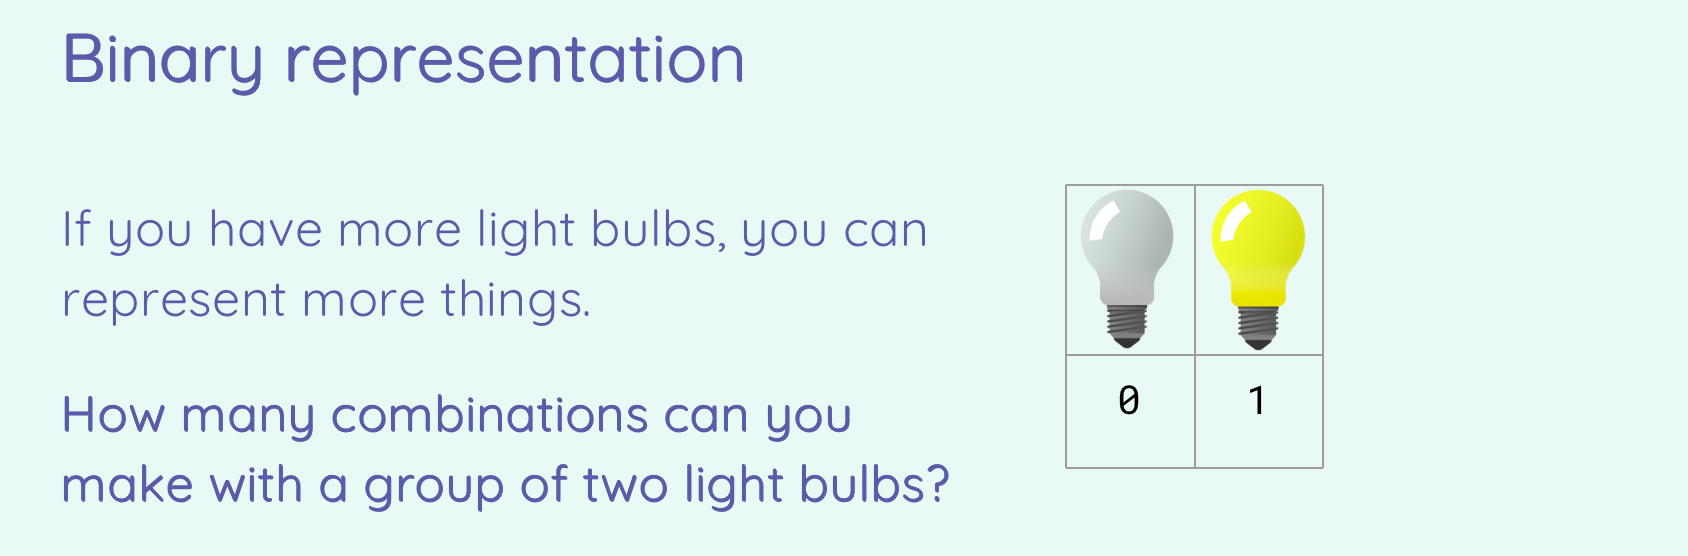 Binary representation
If you have more light bulbs, you can
represent more things.
How many combinations can you
make with a group of two light bulbs?
0 1